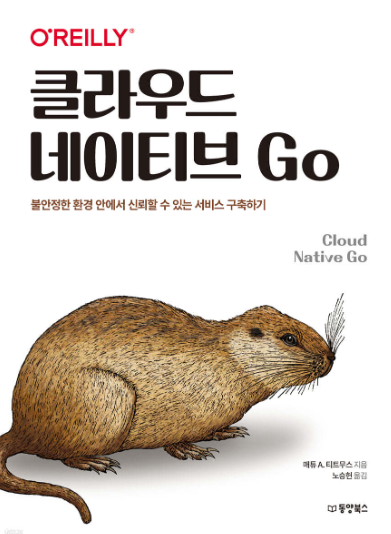 O'REILLY®
클라우드
네이티브 Go
불안정한 환경 안에서 신뢰할 수 있는 서비스 구축하기
Cloud
Native Go
매튜 A. 티트무스 지음
노승헌 옮김
동양북스